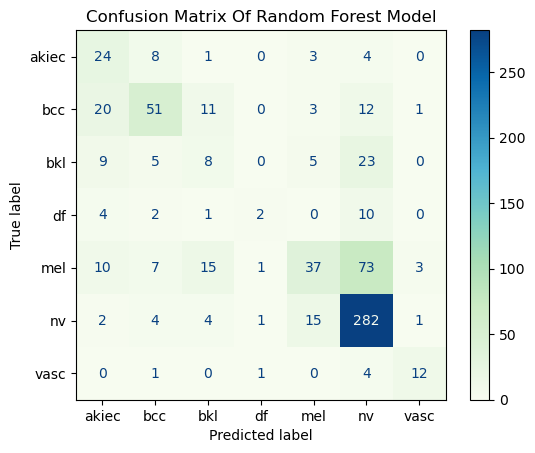 Confusion Matrix Of Random Forest Model
True label
akiec 24 8 1 0 3 4 0
bcc 20 51 11 0 3 12 1
bkl 9 5 8 0 5 23 0
df 4 2 1 2 0 10 0
mel 10 7 15 1 37 73 3
nv 2 4 4 1 15 282 1
vasc 0 1 0 1 0 4 12
akiec bcc bkl df mel nv vasc
Predicted label
250
200
150
100
50
0